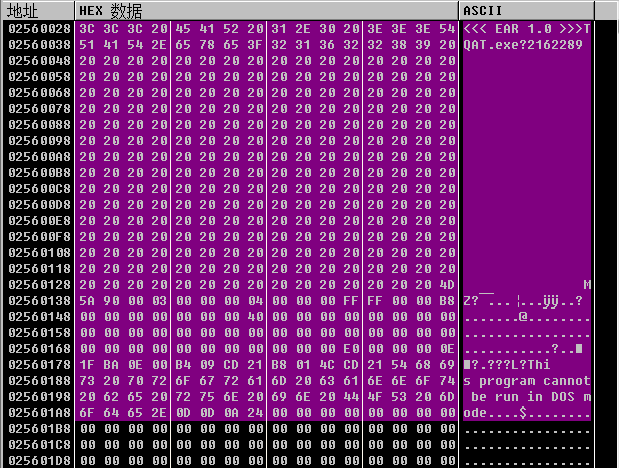 地址 HEX 数据 ASCII
02560028 3C 3C 3C 20 45 41 52 20 31 2E 30 20 3E 3E 3E 54 <<< EAR 1.0 >>>T
02560038 51 41 54 2E 65 78 65 3F 32 31 36 32 32 38 39 20 QAT.exe?2162289
02560048 20 20 20 20 20 20 20 20 20 20 20 20 20 20 20 20
02560058 20 20 20 20 20 20 20 20 20 20 20 20 20 20 20 20
02560068 20 20 20 20 20 20 20 20 20 20 20 20 20 20 20 20
02560078 20 20 20 20 20 20 20 20 20 20 20 20 20 20 20 20
02560088 20 20 20 20 20 20 20 20 20 20 20 20 20 20 20 20
02560098 20 20 20 20 20 20 20 20 20 20 20 20 20 20 20 20
025600A8 20 20 20 20 20 20 20 20 20 20 20 20 20 20 20 20
025600B8 20 20 20 20 20 20 20 20 20 20 20 20 20 20 20 20
025600C8 20 20 20 20 20 20 20 20 20 20 20 20 20 20 20 20
025600D8 20 20 20 20 20 20 20 20 20 20 20 20 20 20 20 20
025600E8 20 20 20 20 20 20 20 20 20 20 20 20 20 20 20 20
025600F8 20 20 20 20 20 20 20 20 20 20 20 20 20 20 20 20
02560108 20 20 20 20 20 20 20 20 20 20 20 20 20 20 20 20
02560118 20 20 20 20 20 20 20 20 20 20 20 20 20 20 20 20
02560128 20 20 20 20 20 20 20 20 20 20 20 20 20 20 20 4D M
02560138 5A 90 00 03 00 00 00 04 00 00 00 FF FF 00 00 B8 Z?...¦...ÿÿ..?
02560148 00 00 00 00 00 00 00 40 00 00 00 00 00 00 00 00 .......@........
02560158 00 00 00 00 00 00 00 00 00 00 00 00 00 00 00 00 ................
02560168 00 00 00 00 00 00 00 00 00 00 00 E0 00 00 00 0E ...........?..
02560178 1F BA 0E 00 B4 09 CD 21 B8 01 4C CD 21 54 68 69 ?.???L?Thi
02560188 73 20 70 72 6F 67 72 61 6D 20 63 61 6E 6E 6F 74 s program cannot
02560198 20 62 65 20 72 75 6E 20 69 6E 20 44 4F 53 20 6D be run in DOS m
025601A8 6F 64 65 2E 0D 0D 0A 24 00 00 00 00 00 00 00 00 ode....$........
025601B8 00 00 00 00 00 00 00 00 00 00 00 00 00 00 00 00 ................
025601C8 00 00 00 00 00 00 00 00 00 00 00 00 00 00 00 00 ................
025601D8 00 00 00 00 00 00 00 00 00 00 00 00 00 00 00 00 ................